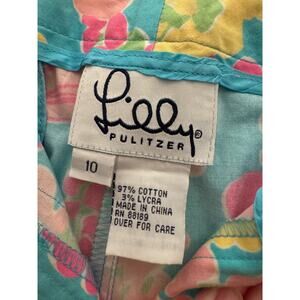 Lilly®
PULITZER
10
97% COTTON
3% LYCRA
MADE IN CHINA
RN 88189
OVER FOR CARE